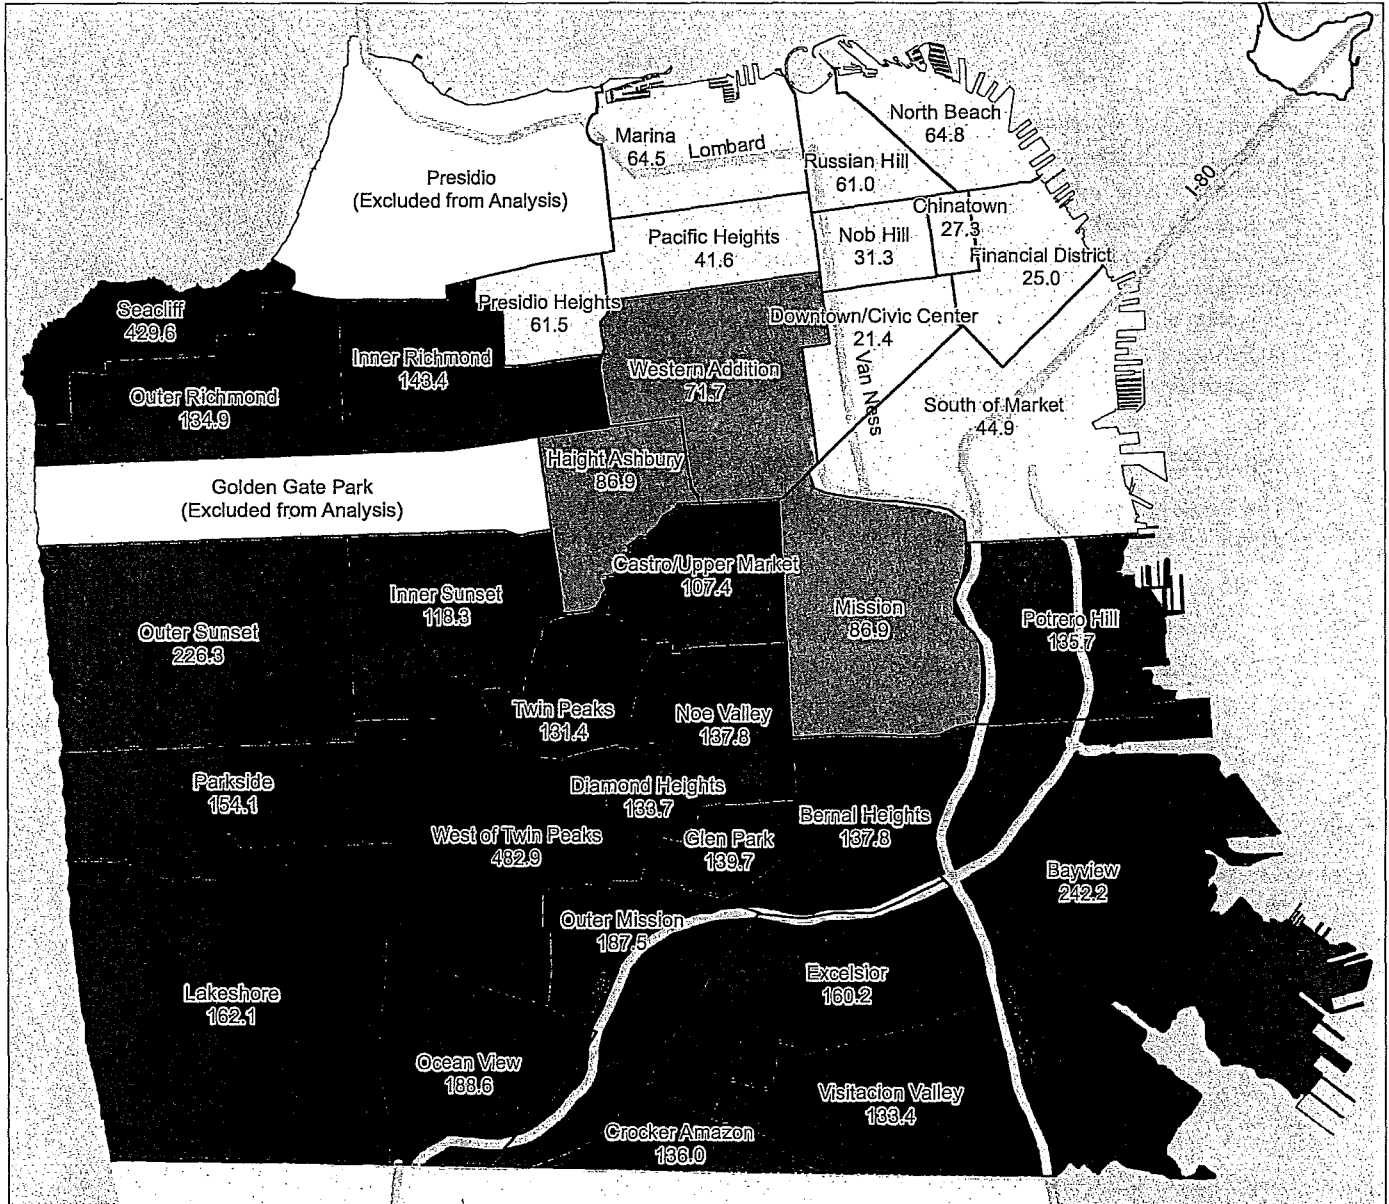 North Beach
64.8
Marina
64.5
Lombard
Russian Hill
61.0
Presidio
(Excluded from Analysis)
I-80
Chinatown
27.3
Pacific Heights
41.6
Nob Hill
31.3
Financial District
25.0
Seacliff
429.6
Presidio Heights
61.5
Downtown/Civic Center
21.4
Inner Richmond
143.4
Western Addition
71.7
Van Ness
Outer Richmond
134.9
South of Market
44.9
Haight Ashbury
86.9
Golden Gate Park
(Excluded from Analysis)
Castro/Upper Market
107.4
Inner Sunset
118.3
Mission
86.9
Potrero Hill
135.7
Outer Sunset
226.3
Twin Peaks
131.4
Noe Valley
137.8
Parkside
154.1
Diamond Heights
133.7
Bernal Heights
137.8
West of Twin Peaks
482.9
Glen Park
139.7
Bayview
242.2
Outer Mission
187.5
Excelsior
160.2
Lakeshore
162.1
Ocean View
188.6
Visitacion Valley
133.4
Crocker Amazon
136.0